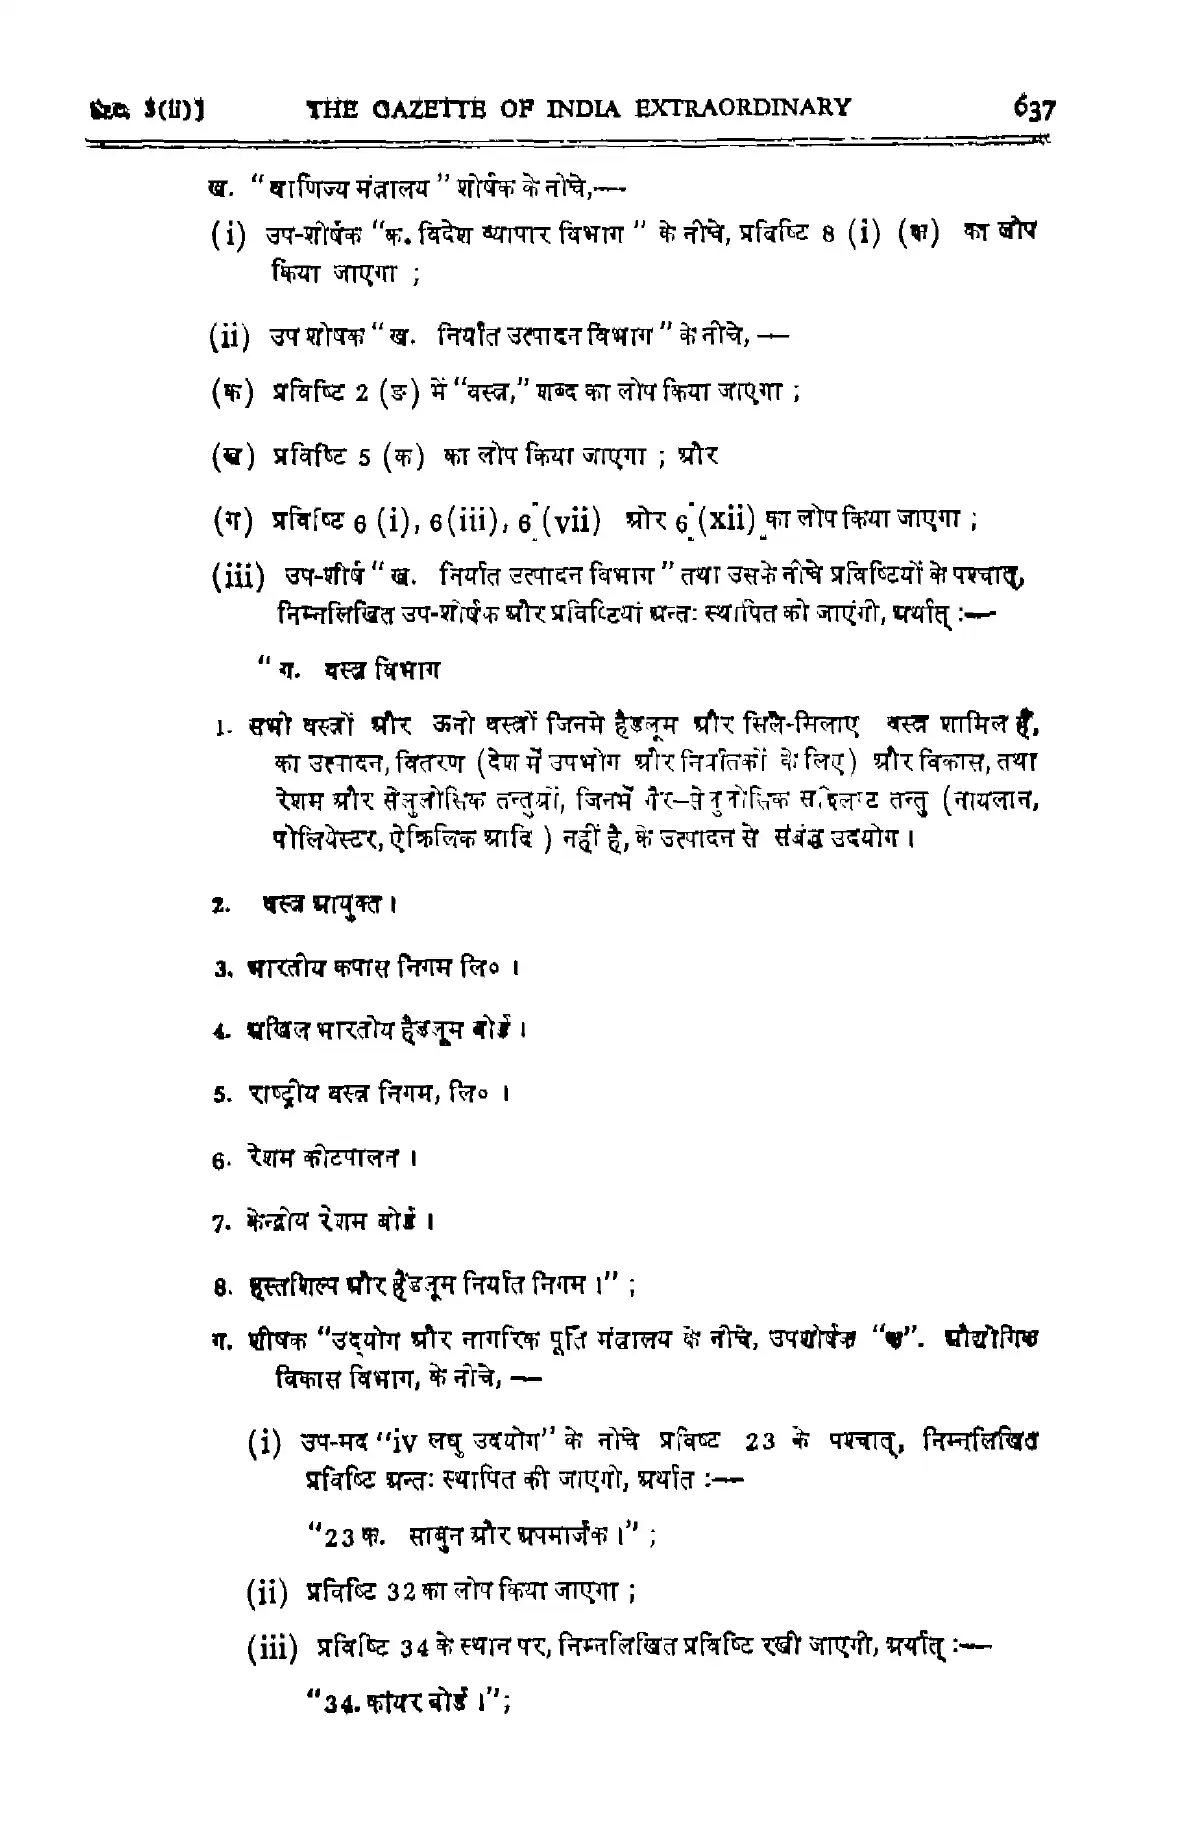 SEC. 3(ii)] THE GAZETTE OF INDIA EXTRAORDINARY 637
ख. “वाणिज्य मंत्रालय” शीर्षक के नीचे,—
(i) उप-शीर्षक “क. विदेश व्यापार विभाग” के नीचे, प्रविष्टि 8 (i) (क) का लोप
किया जाएगा ;
(ii) उप शीषक “ख. निर्यात उत्पादन विभाग” के नीचे, —
(क) प्रविष्टि 2 (ङ) में “वस्त्र,” शब्द का लोप किया जाएगा ;
(ख) प्रविष्टि 5 (क) का लोप किया जाएगा ; और
(ग) प्रविष्टि 6 (i), 6(iii), 6 (vii) और 6 (xii) का लोप किया जाएगा ;
(iii) उप-शीर्ष “ख. निर्यात उत्पादन विभाग” तथा उसके नीचे प्रविष्टियों के पश्चात्,
निम्नलिखित उप-शीर्षक और प्रविष्टियां अन्तः स्थापित की जाएंगी, अर्थात् :—
“ग. वस्त्र विभाग
1. सभी वस्त्रों और ऊनी वस्त्रों जिनमे हैडलूम और सिले-सिलाए वस्त्र शामिल हैं,
का उत्पादन, वितरण (देश में उपभोग और निर्यातकों के लिए) और विकास, तथा
रेशम और सेलुलोसिक तन्तुओं, जिनमें गैर-सेलुलोसिक संश्लिष्ट तन्तु (नायलान,
पोलियेस्टर, ऐक्रिलिक आदि ) नहीं है, के उत्पादन से संबंद्ध उदयोग ।
2. वस्त्र आयुक्त ।
3. भारतीय कपास निगम लि० ।
4. अखिल भारतीय हैडलूम बोर्ड ।
5. राष्ट्रीय वस्त्र निगम, लि० ।
6. रेशम कीटपालन ।
7. केन्द्रीय रेशम बोर्ड ।
8. हस्तशिल्प और हैंडलूम निर्यात निगम ।” ;
ग. शीषक “उद्योग और नागरिक पूर्ति मंत्रालय के नीचे, उपशोर्षक “क”. औद्योगिक
विकास विभाग, के नीचे, —
(i) उप-मद “iv लघु उदयोग” के नीचे प्रविष्ट 23 के पश्चात्, निम्नलिखित
प्रविष्टि अन्तः स्थापित की जाएगी, अर्थात :—
“23 क. साबुन और अपमार्जक ।” ;
(ii) प्रविष्टि 32 का लोप किया जाएगा ;
(iii) प्रविष्टि 34 के स्थान पर, निम्नलिखित प्रविष्टि रखी जाएगी, अर्थात् :—
“34. कायर बोर्ड ।”;